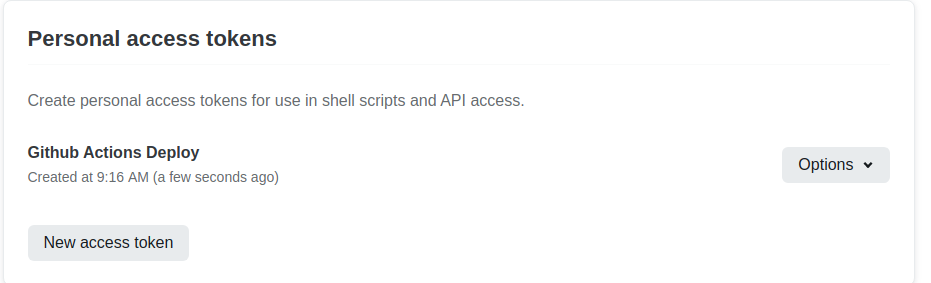 Personal access tokens
Create personal access tokens for use in shell scripts and API access.
Github Actions Deploy
Created at 9:16 AM (a few seconds ago)
Options
New access token